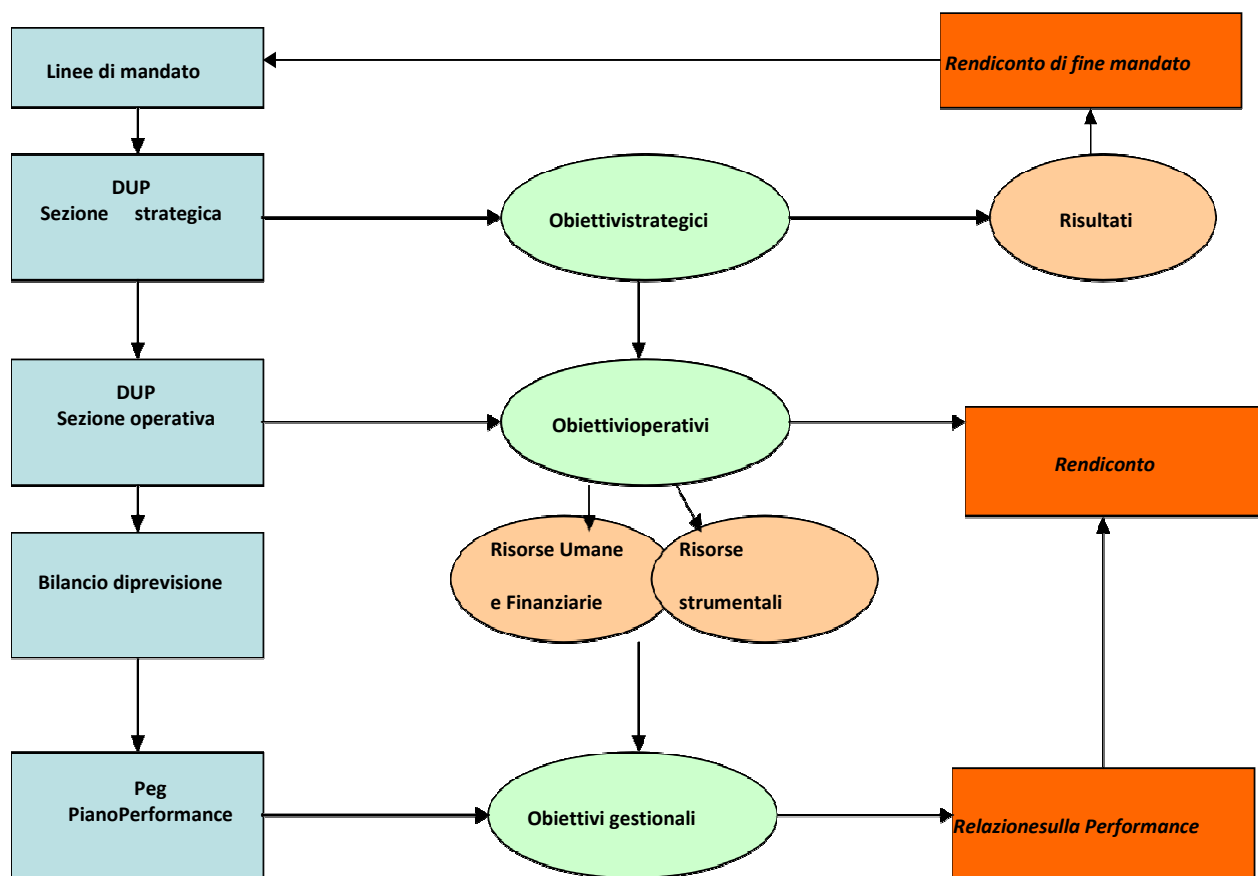 Linee di mandato
Rendiconto di fine mandato
DUP
Sezione strategica
Obiettivistrategici
Risultati
DUP
Sezione operativa
Obiettivioperativi
Rendiconto
Risorse Umane
e Finanziarie
Risorse
strumentali
Bilancio diprevisione
Peg
PianoPerformance
Obiettivi gestionali
Relazionesulla Performance